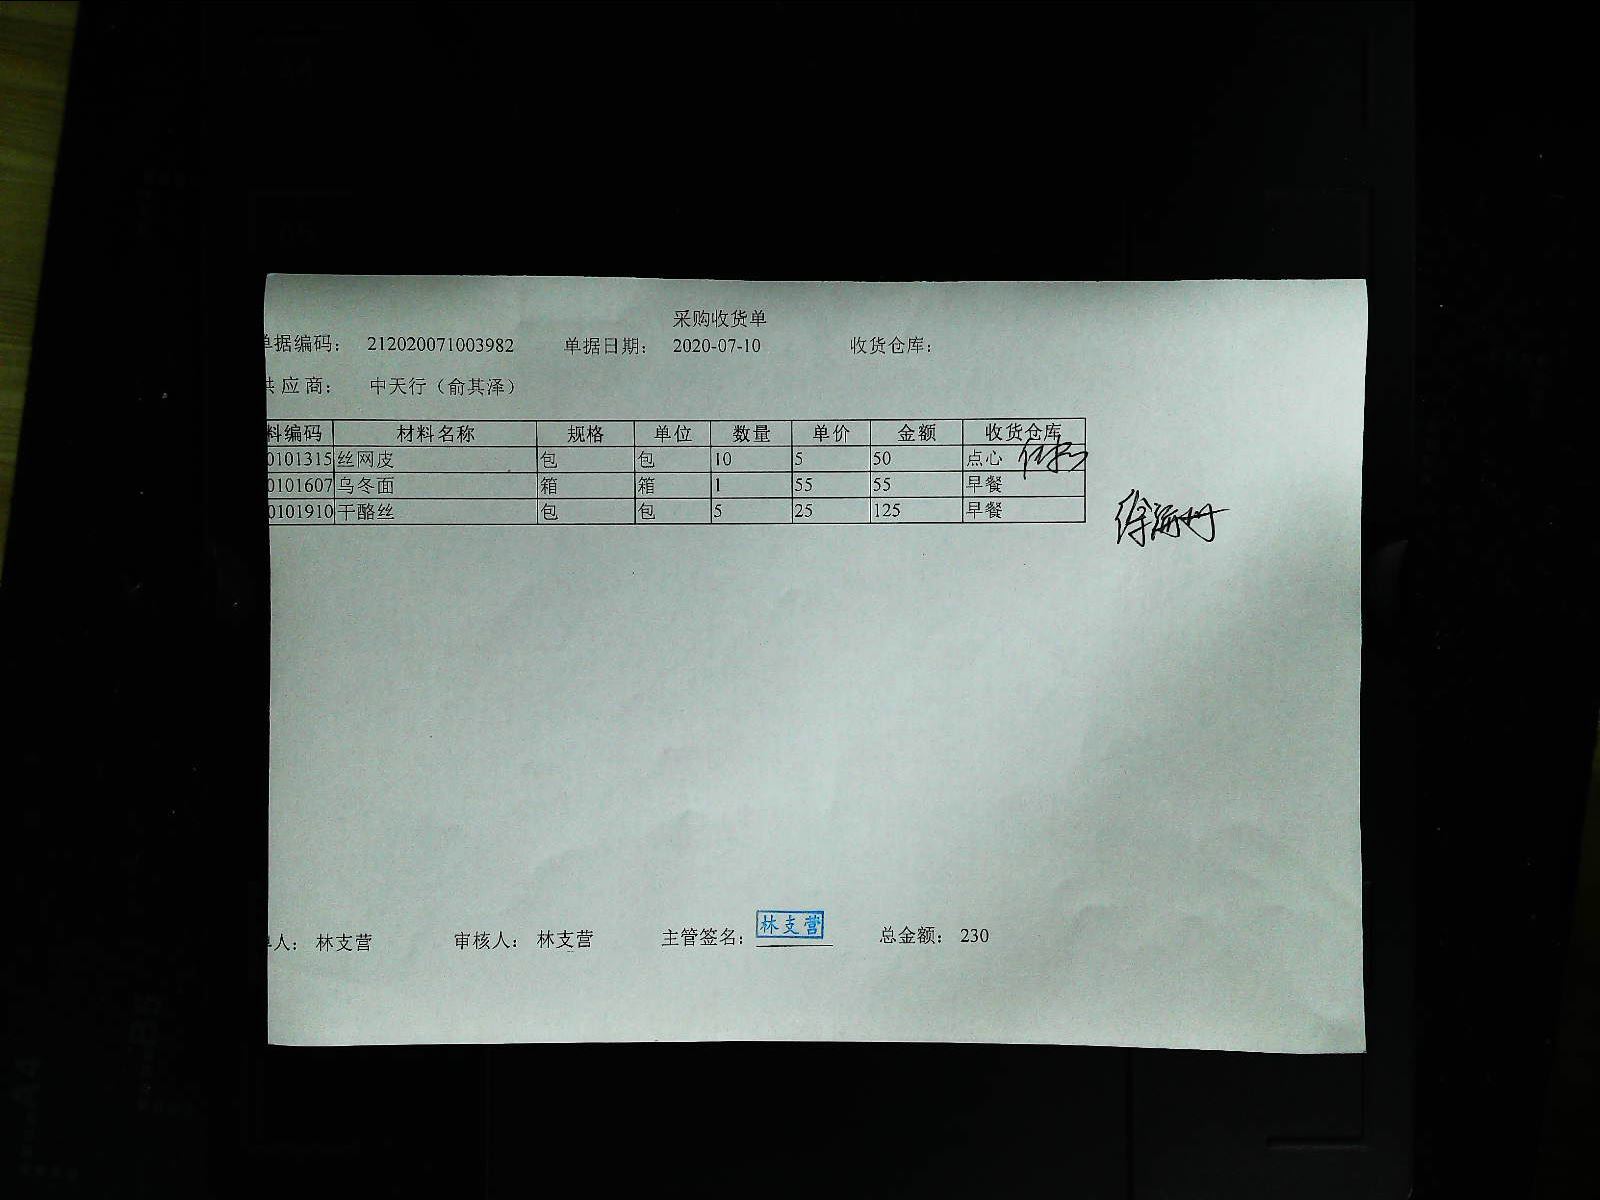 采购收货单
单据编码： 212020071003982 单据日期： 2020-07-10 收货仓库：
供应商： 中天行（俞其泽）
料编码 材料名称 规格 单位 数量 单价 金额 收货仓库
0101315 丝网皮 包 包 10 5 50 点心
0101607 乌冬面 箱 箱 1 55 55 早餐
0101910 干酪丝 包 包 5 25 125 早餐
单人： 林支营 审核人： 林支营 主管签名： 林支营 总金额： 230